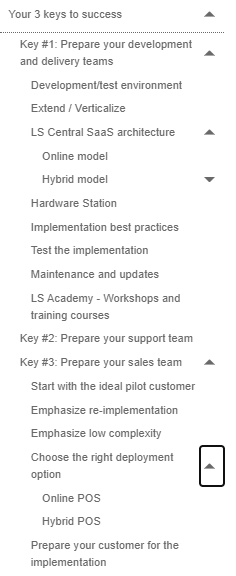 Your 3 keys to success
Key #1: Prepare your development
and delivery teams
Development/test environment
Extend / Verticalize
LS Central SaaS architecture
Online model
Hybrid model
Hardware Station
Implementation best practices
Test the implementation
Maintenance and updates
LS Academy - Workshops and
training courses
Key #2: Prepare your support team
Key #3: Prepare your sales team
Start with the ideal pilot customer
Emphasize re-implementation
Emphasize low complexity
Choose the right deployment
option
Online POS
Hybrid POS
Prepare your customer for the
implementation